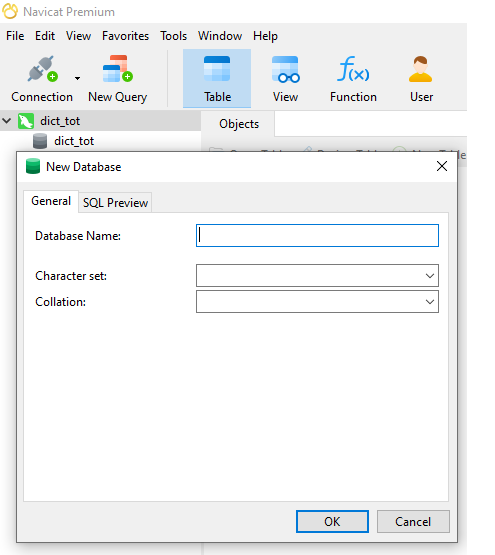 Navicat Premium
File Edit View Favorites Tools Window Help
Connection New Query Table View Function User
dict_tot
Objects
dict_tot
New Database
General SQL Preview
Database Name:
Character set:
Collation:
OK Cancel